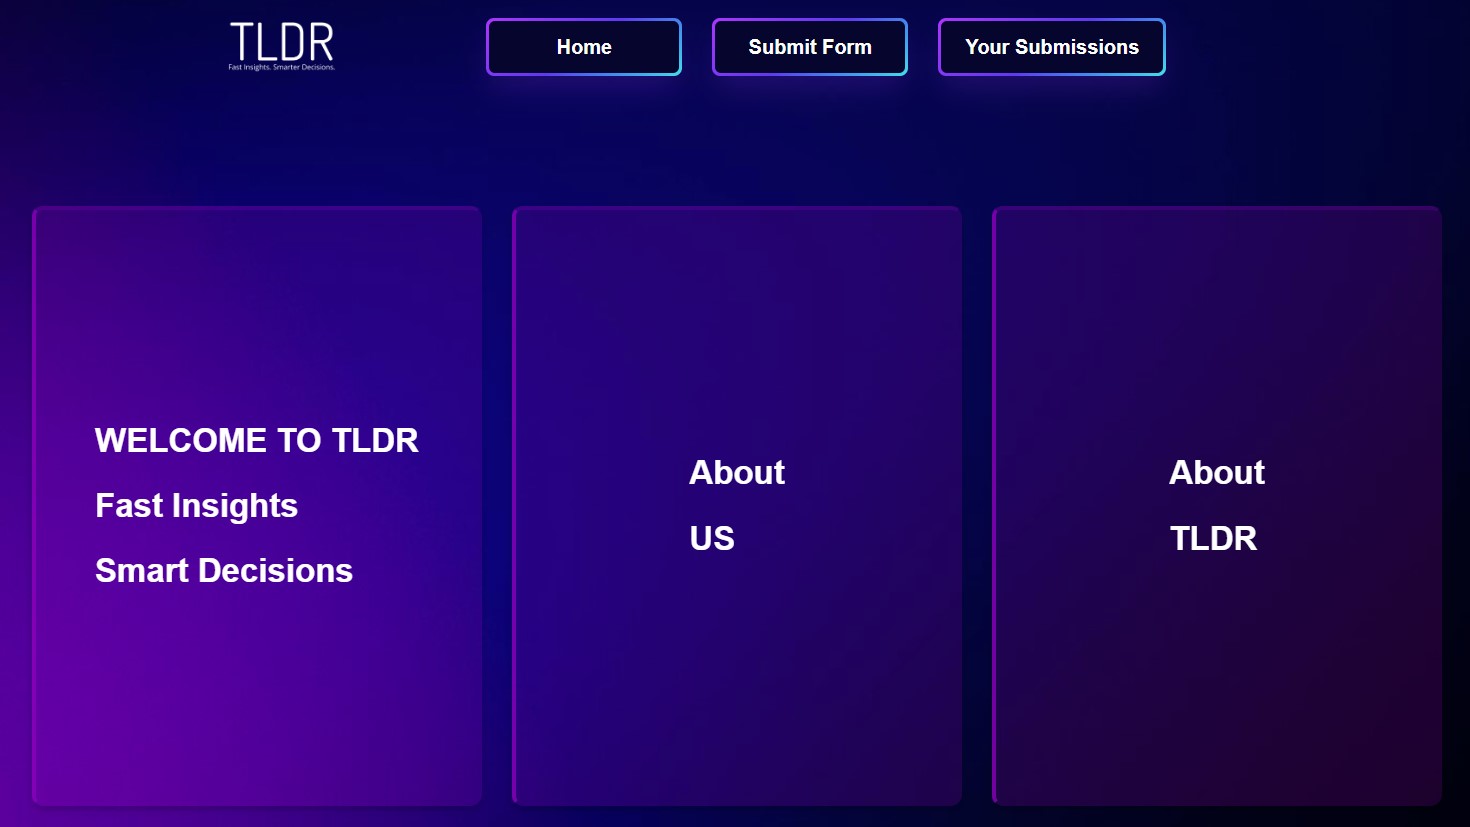 TLDR
Fast Insights. Smarter Decisions.
Home
Submit Form
Your Submissions
WELCOME TO TLDR
Fast Insights
Smart Decisions
About
US
About
TLDR